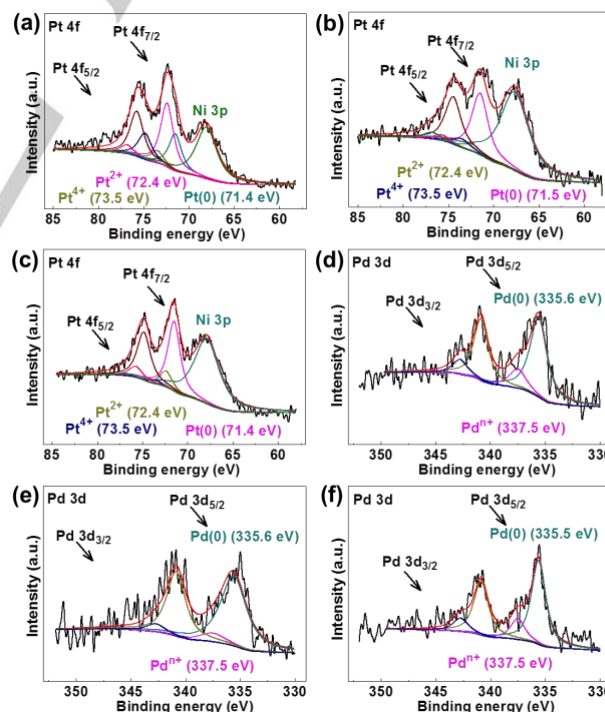 (a)
Pt 4f
Pt 4f7/2
Pt 4f5/2
Ni 3p
Pt2+ (72.4 eV)
Pt4+
(73.5 eV)
Pt(0) (71.4 eV)
Intensity (a.u.)
85 80 75 70 65 60
Binding energy (eV)
(b)
Pt 4f
Pt 4f7/2
Pt 4f5/2
Ni 3p
Pt2+ (72.4 eV)
Pt4+
(73.5 eV)
Pt(0) (71.5 eV)
Intensity (a.u.)
85 80 75 70 65 60
Binding energy (eV)
(c)
Pt 4f
Pt 4f7/2
Pt 4f5/2
Ni 3p
Pt2+ (72.4 eV)
Pt4+
(73.5 eV)
Pt(0) (71.4 eV)
Intensity (a.u.)
85 80 75 70 65 60
Binding energy (eV)
(d)
Pd 3d
Pd 3d5/2
Pd(0) (335.6 eV)
Pd 3d3/2
Pdn+
(337.5 eV)
Intensity (a.u.)
350 345 340 335 330
Binding energy (eV)
(e)
Pd 3d
Pd 3d5/2
Pd(0) (335.6 eV)
Pd 3d3/2
Pdn+ (337.5 eV)
Intensity (a.u.)
350 345 340 335 330
Binding energy (eV)
(f)
Pd 3d
Pd 3d5/2
Pd(0) (335.5 eV)
Pd 3d3/2
Pdn+ (337.5 eV)
Intensity (a.u.)
350 345 340 335 330
Binding energy (eV)